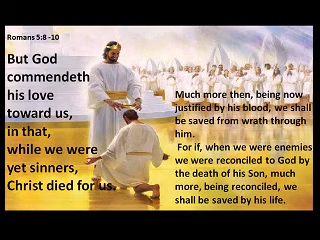 Romans 5:8 -10
But God
commendeth
his love
toward us,
in that,
while we were
yet sinners,
Christ died for us.
Much more then, being now
justified by his blood, we shall
be saved from wrath through
him.
For if, when we were enemies
we were reconciled to God by
the death of his Son, much
more, being reconciled, we
shall be saved by his life.